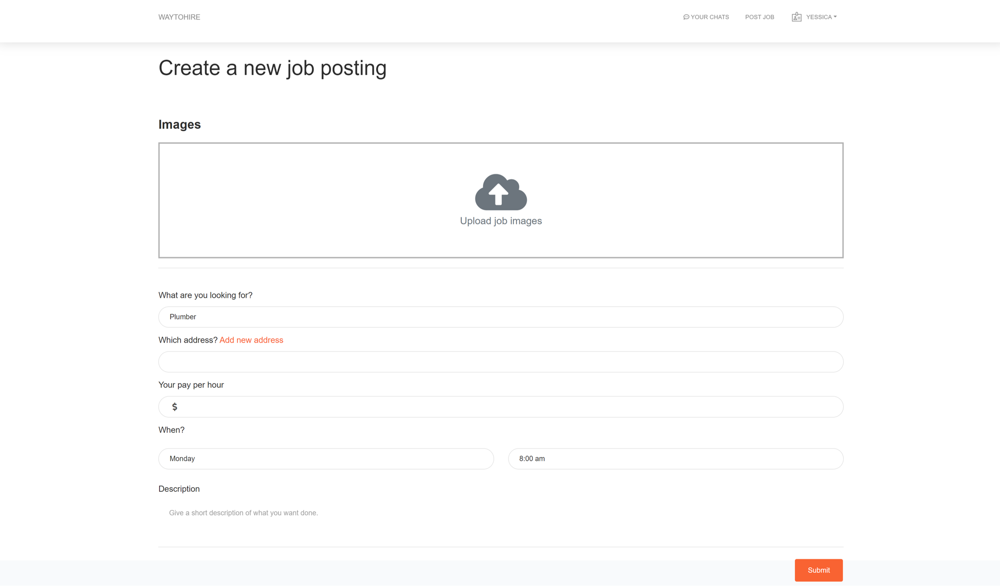 WAYTOHIRE
YOUR CHATS
POST JOB
YESSICA
Create a new job posting
Images
Upload job images
What are you looking for?
Plumber
Which address? Add new address
Your pay per hour
$
When?
Monday
8:00 am
Description
Give a short description of what you want done.
Submit